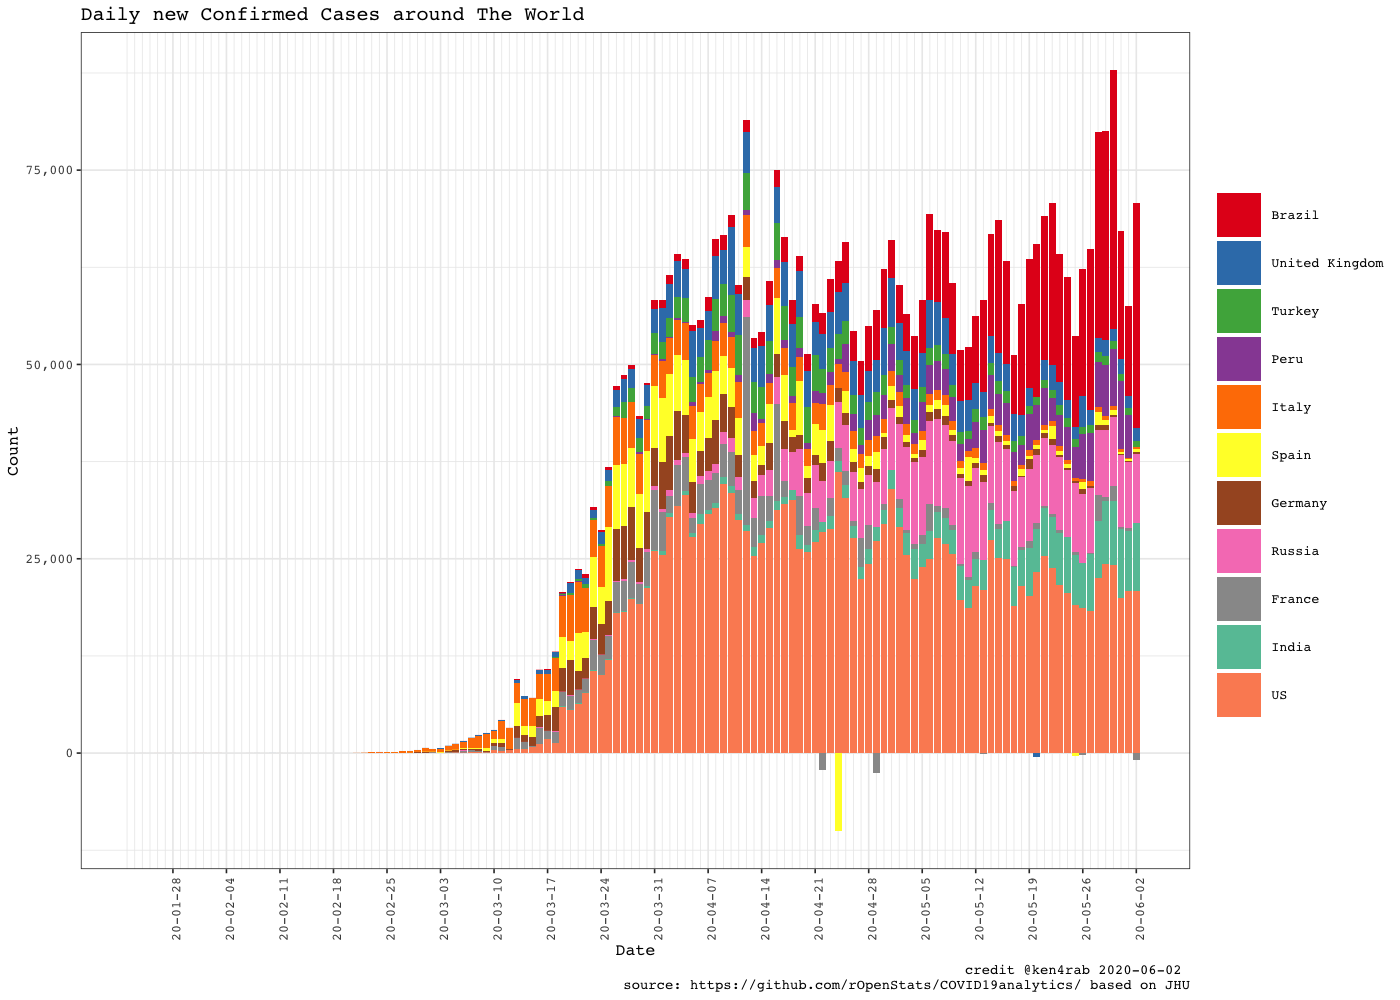 Daily new Confirmed Cases around The World
Count
75,000
50,000
25,000
0
20-01-28
20-02-04
20-02-11
20-02-18
20-02-25
20-03-03
20-03-10
20-03-17
20-03-24
20-03-31
20-04-07
20-04-14
20-04-21
20-04-28
20-05-05
20-05-12
20-05-19
20-05-26
20-06-02
Date
Brazil
United Kingdom
Turkey
Peru
Italy
Spain
Germany
Russia
France
India
US
credit @ken4rab 2020-06-02
source: https://github.com/rOpenStats/COVID19analytics/ based on JHU